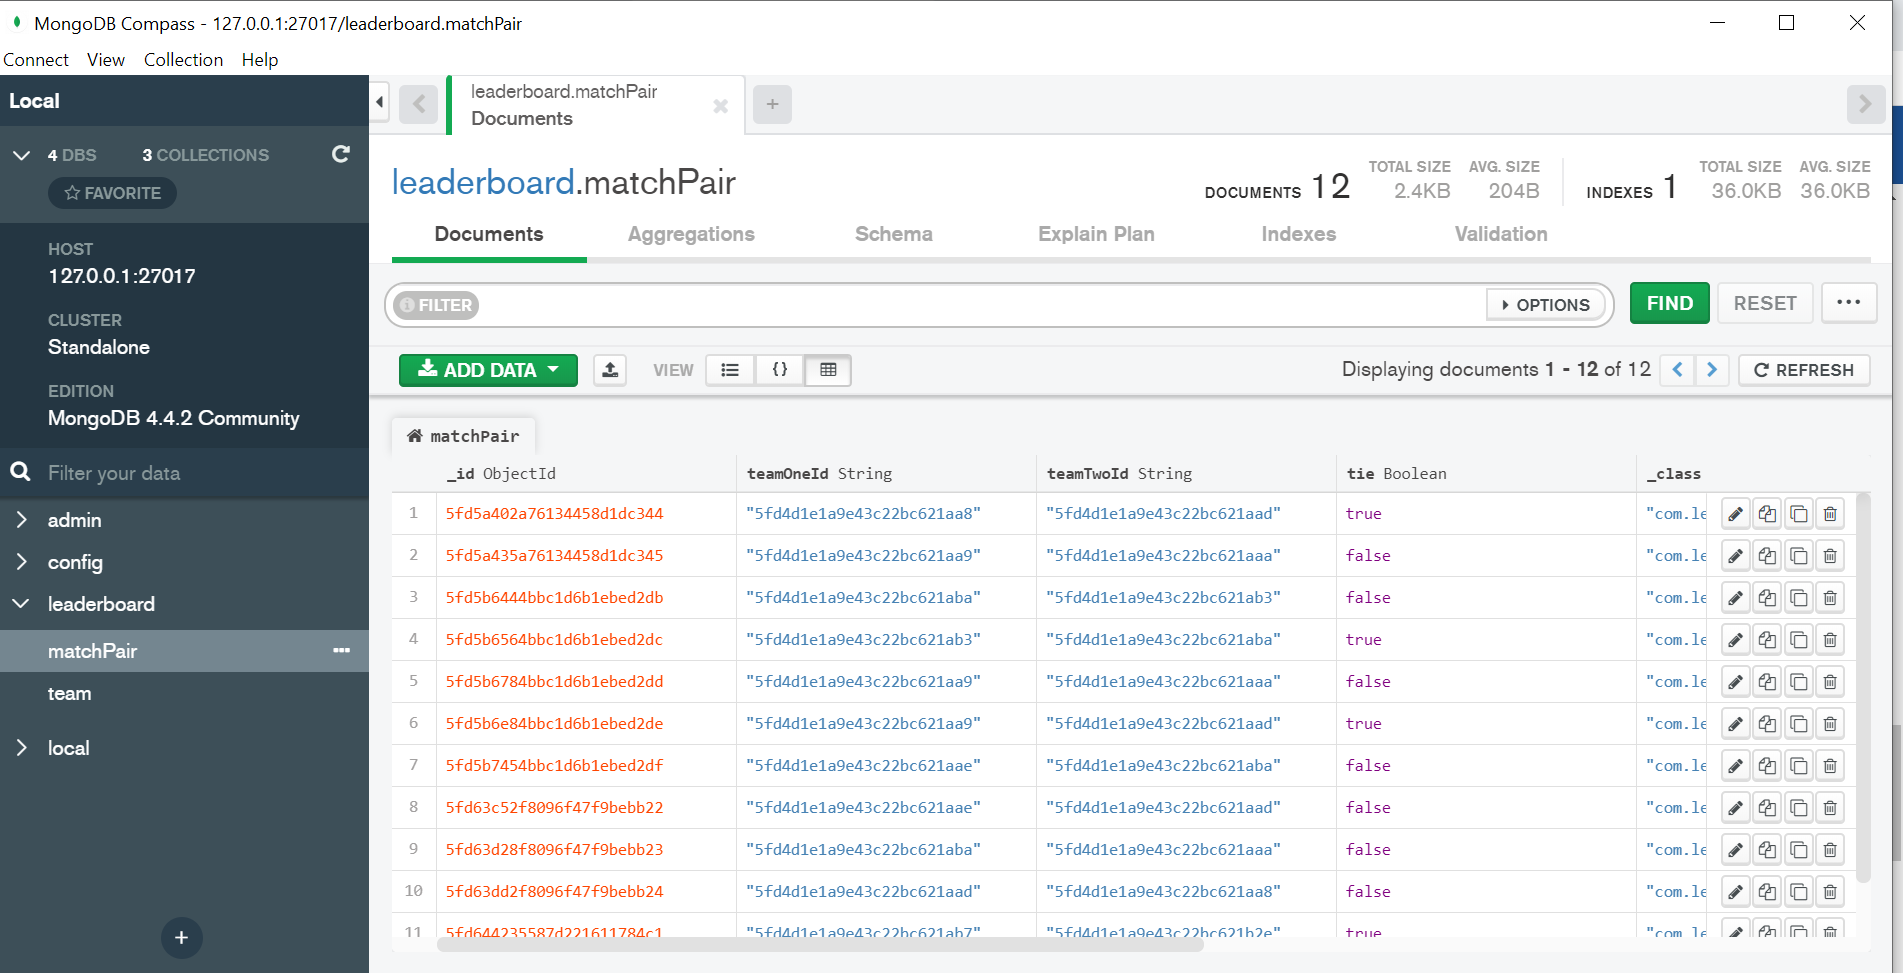 MongoDB Compass - 127.0.0.1:27017/leaderboard.matchPair
Connect View Collection Help
Local
4 DBS 3 COLLECTIONS
FAVORITE
HOST
127.0.0.1:27017
CLUSTER
Standalone
EDITION
MongoDB 4.4.2 Community
Filter your data
admin
config
leaderboard
matchPair
team
local
leaderboard.matchPair
Documents
leaderboard.matchPair
DOCUMENTS 12 TOTAL SIZE 2.4KB AVG. SIZE 204B INDEXES 1 TOTAL SIZE 36.0KB AVG. SIZE 36.0KB
Documents Aggregations Schema Explain Plan Indexes Validation
FILTER OPTIONS FIND RESET
ADD DATA VIEW {} Displaying documents 1 - 12 of 12 REFRESH
matchPair
_id ObjectId teamOneId String teamTwoId String tie Boolean _class
1 5fd5a402a76134458d1dc344 "5fd4d1e1a9e43c22bc621aa8" "5fd4d1e1a9e43c22bc621aad" true "com.le
2 5fd5a435a76134458d1dc345 "5fd4d1e1a9e43c22bc621aa9" "5fd4d1e1a9e43c22bc621aaa" false "com.le
3 5fd5b6444bbc1d6b1ebed2db "5fd4d1e1a9e43c22bc621aba" "5fd4d1e1a9e43c22bc621ab3" false "com.le
4 5fd5b6564bbc1d6b1ebed2dc "5fd4d1e1a9e43c22bc621ab3" "5fd4d1e1a9e43c22bc621aba" true "com.le
5 5fd5b6784bbc1d6b1ebed2dd "5fd4d1e1a9e43c22bc621aa9" "5fd4d1e1a9e43c22bc621aaa" false "com.le
6 5fd5b6e84bbc1d6b1ebed2de "5fd4d1e1a9e43c22bc621aa9" "5fd4d1e1a9e43c22bc621aad" true "com.le
7 5fd5b7454bbc1d6b1ebed2df "5fd4d1e1a9e43c22bc621aae" "5fd4d1e1a9e43c22bc621aba" false "com.le
8 5fd63c52f8096f47f9bebb22 "5fd4d1e1a9e43c22bc621aae" "5fd4d1e1a9e43c22bc621aad" false "com.le
9 5fd63d28f8096f47f9bebb23 "5fd4d1e1a9e43c22bc621aba" "5fd4d1e1a9e43c22bc621aaa" false "com.le
10 5fd63dd2f8096f47f9bebb24 "5fd4d1e1a9e43c22bc621aad" "5fd4d1e1a9e43c22bc621aa8" false "com.le
11 5fd644235587d221611784c1 "5fd4d1e1a9e43c22bc621ab7" "5fd4d1e1a9e43c22bc621b2e" true "com.le